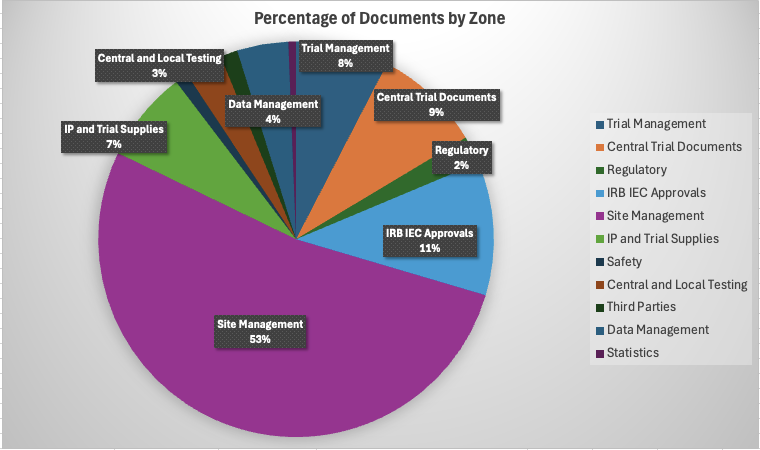 Percentage of Documents by Zone
Trial Management
8%
Central Trial Documents
9%
Regulatory
2%
IRB IEC Approvals
11%
Site Management
53%
IP and Trial Supplies
7%
Central and Local Testing
3%
Data Management
4%
Trial Management
Central Trial Documents
Regulatory
IRB IEC Approvals
Site Management
IP and Trial Supplies
Safety
Central and Local Testing
Third Parties
Data Management
Statistics